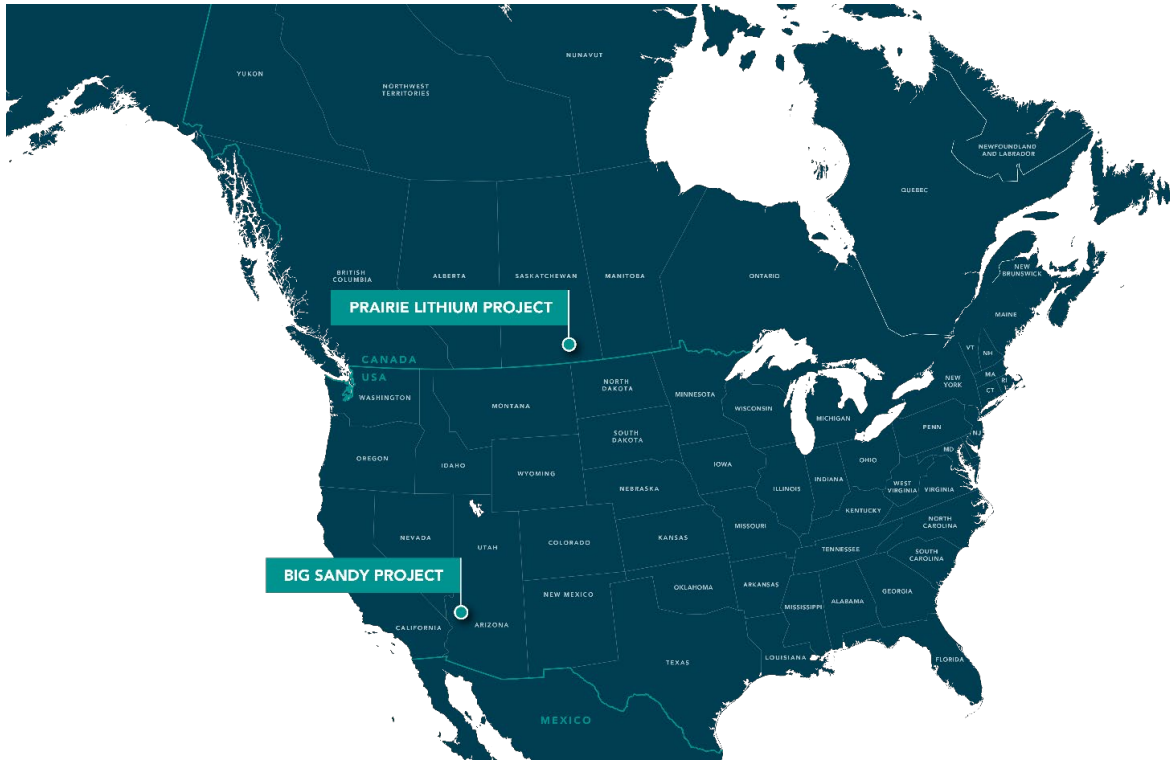 NUNAVUT
YUKON
NORTHWEST
TERRITORIES
NEWFOUNDLAND
AND LABRADOR
QUEBEC
BRITISH
COLUMBIA
ALBERTA
SASKATCHEWAN
MANITOBA
ONTARIO
NEW
BRUNSWICK
PRAIRIE LITHIUM PROJECT
MAINE
CANADA
USA
WASHINGTON
MONTANA
NORTH
DAKOTA
MINNESOTA
VT
NH
NEW
YORK
MA
RI
CT
WISCONSIN
MICHIGAN
PENN
NJ
OREGON
IDAHO
WYOMING
SOUTH
DAKOTA
IOWA
OHIO
MD
NEBRASKA
ILLINOIS
INDIANA
WEST
VIRGINIA
VIRGINIA
KENTUCKY
NEVADA
UTAH
COLORADO
KANSAS
MISSOURI
NORTH
CAROLINA
TENNESSEE
SOUTH
CAROLINA
BIG SANDY PROJECT
NEW MEXICO
OKLAHOMA
ARKANSAS
MISSISSIPPI
ALABAMA
GEORGIA
CALIFORNIA
ARIZONA
TEXAS
LOUISIANA
FLORIDA
MEXICO